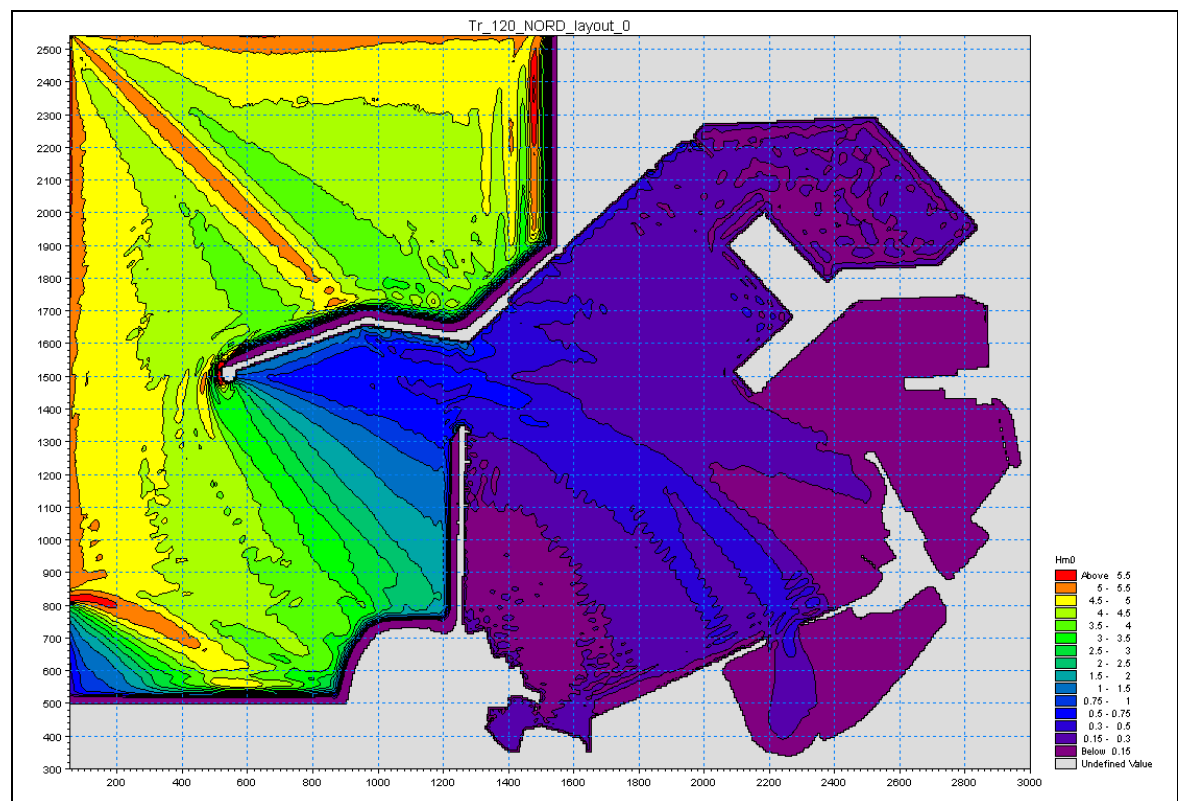 Tr_120_NORD_layout_0
2500
2400
2300
2200
2100
2000
1900
1800
1700
1600
1500
1400
1300
1200
1100
1000
900
800
700
600
500
400
300
200 400 600 800 1000 1200 1400 1600 1800 2000 2200 2400 2600 2800 3000
Hm0
Above 5.5
5 - 5.5
4.5 - 5
4 - 4.5
3.5 - 4
3 - 3.5
2.5 - 3
2 - 2.5
1.5 - 2
1 - 1.5
0.75 - 1
0.5 - 0.75
0.3 - 0.5
0.15 - 0.3
Below 0.15
Undefined Value